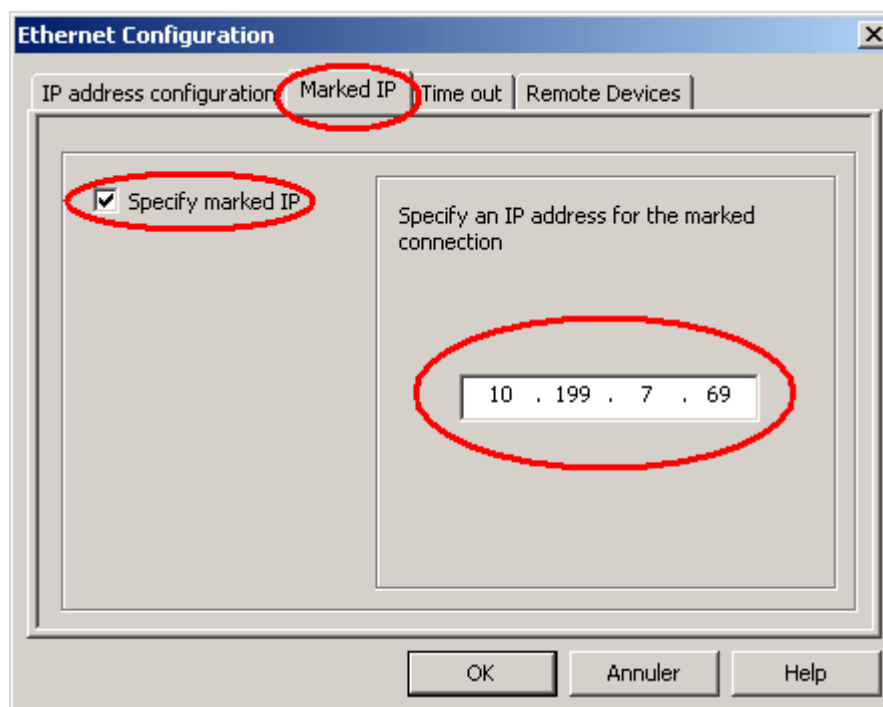 Ethernet Configuration
IP address configuration Marked IP Time out Remote Devices
Specify marked IP
Specify an IP address for the marked
connection
10 . 199 . 7 . 69
OK Annuler Help